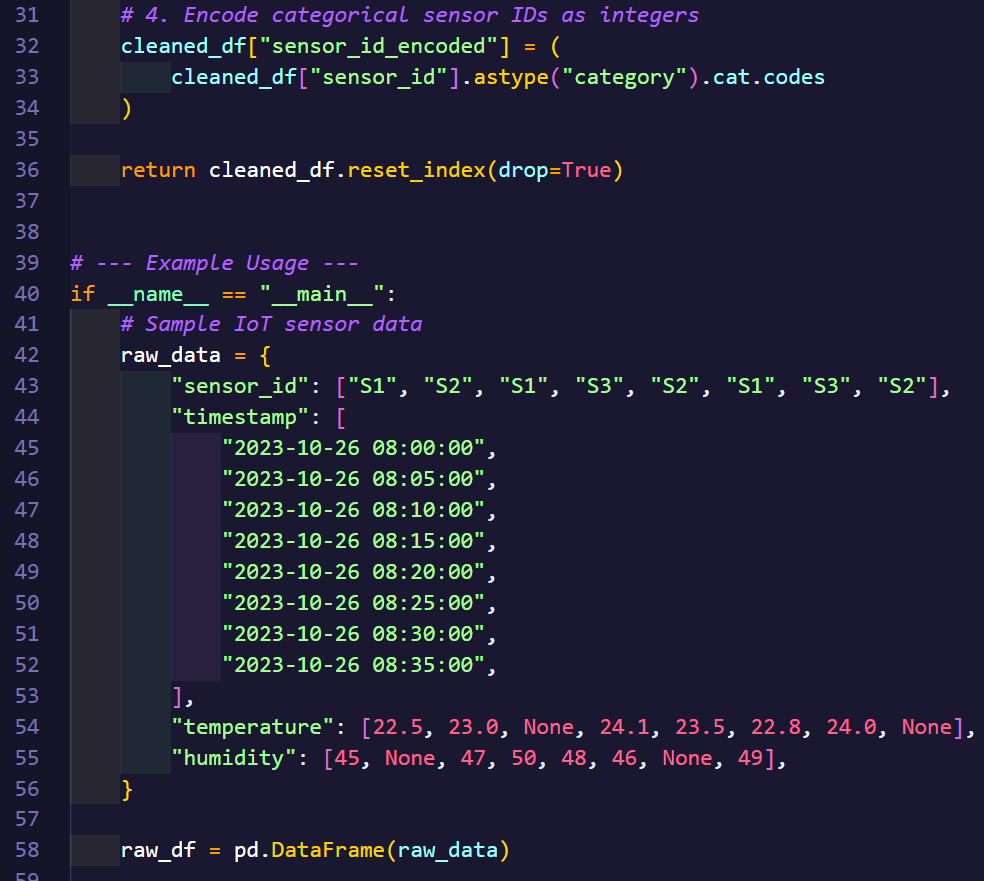 31 # 4. Encode categorical sensor IDs as integers
32 cleaned_df["sensor_id_encoded"] = (
33 cleaned_df["sensor_id"].astype("category").cat.codes
34 )
35
36 return cleaned_df.reset_index(drop=True)
37
38
39 # --- Example Usage ---
40 if __name__ == "__main__":
41 # Sample IoT sensor data
42 raw_data = {
43 "sensor_id": ["S1", "S2", "S1", "S3", "S2", "S1", "S3", "S2"],
44 "timestamp": [
45 "2023-10-26 08:00:00",
46 "2023-10-26 08:05:00",
47 "2023-10-26 08:10:00",
48 "2023-10-26 08:15:00",
49 "2023-10-26 08:20:00",
50 "2023-10-26 08:25:00",
51 "2023-10-26 08:30:00",
52 "2023-10-26 08:35:00",
53 ],
54 "temperature": [22.5, 23.0, None, 24.1, 23.5, 22.8, 24.0, None],
55 "humidity": [45, None, 47, 50, 48, 46, None, 49],
56 }
57
58 raw_df = pd.DataFrame(raw_data)
59